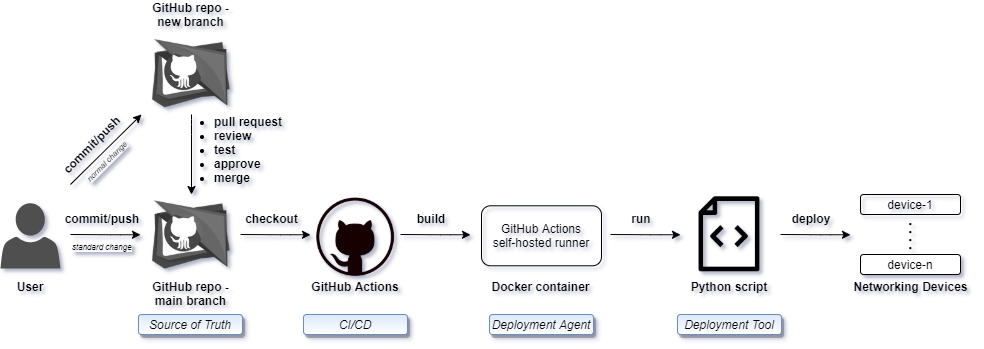 GitHub repo -
new branch
commit/push
normal change
• pull request
• review
• test
• approve
• merge
commit/push
standard change
checkout
build
GitHub Actions
self-hosted runner
run
deploy
device-1
device-n
User
GitHub repo -
main branch
GitHub Actions
Docker container
Python script
Networking Devices
Source of Truth
CI/CD
Deployment Agent
Deployment Tool